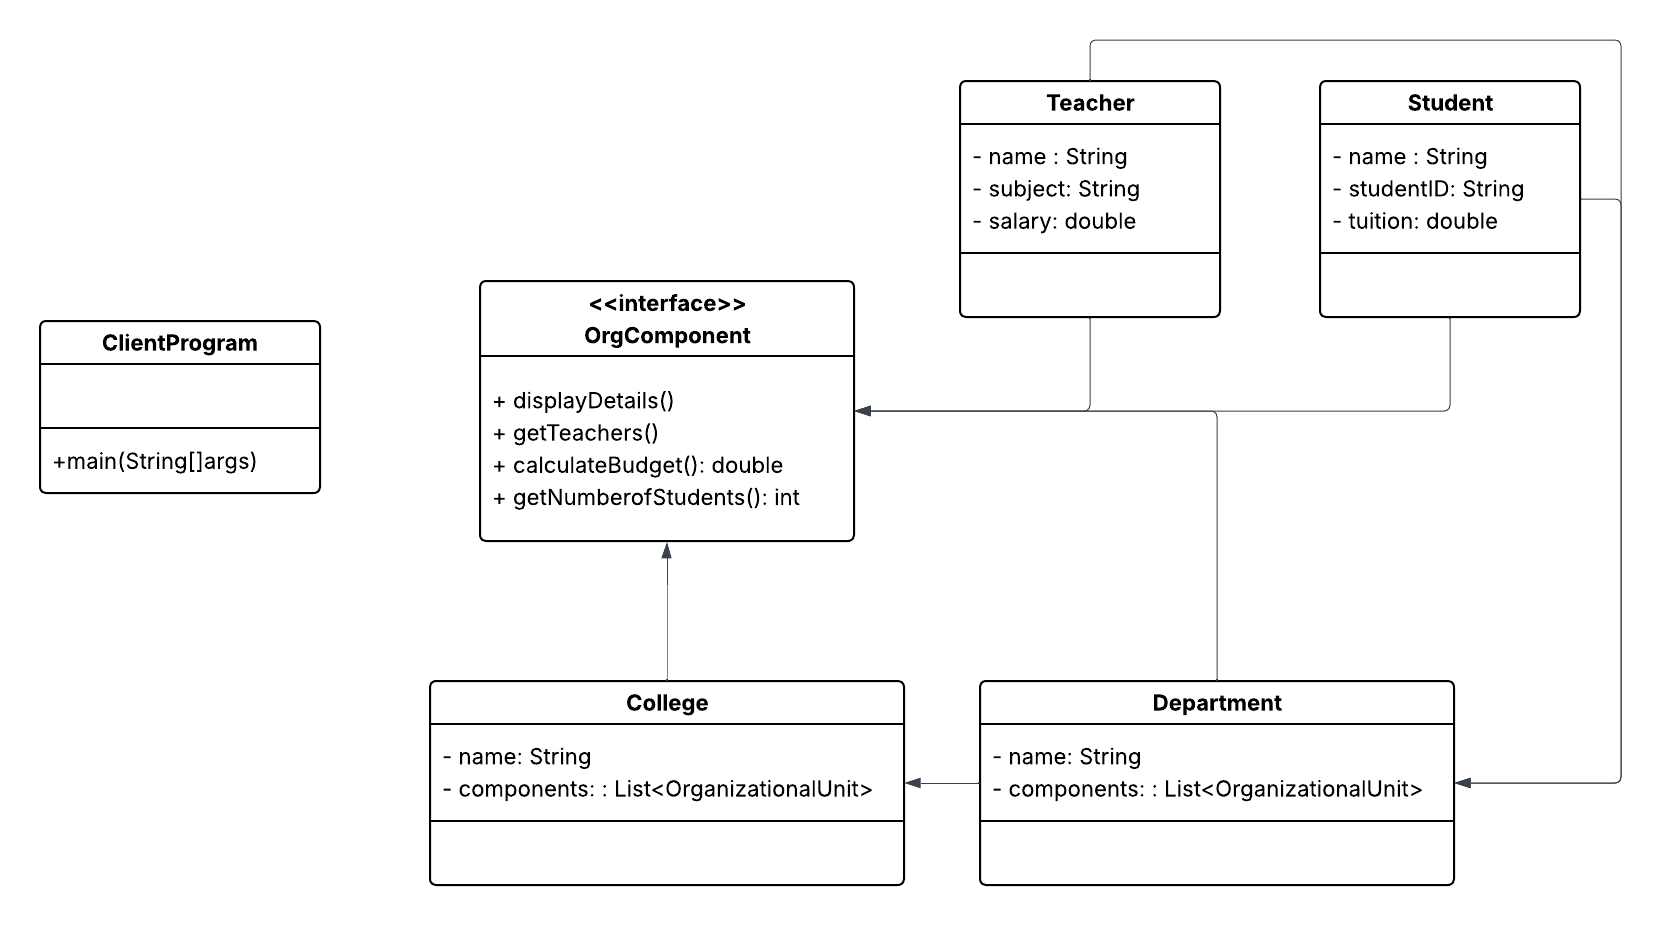 Teacher
- name : String
- subject: String
- salary: double
Student
- name : String
- studentID: String
- tuition: double
<<interface>>
OrgComponent
+ displayDetails()
+ getTeachers()
+ calculateBudget(): double
+ getNumberofStudents(): int
ClientProgram
+main(String[]args)
College
- name: String
- components: : List<OrganizationalUnit>
Department
- name: String
- components: : List<OrganizationalUnit>